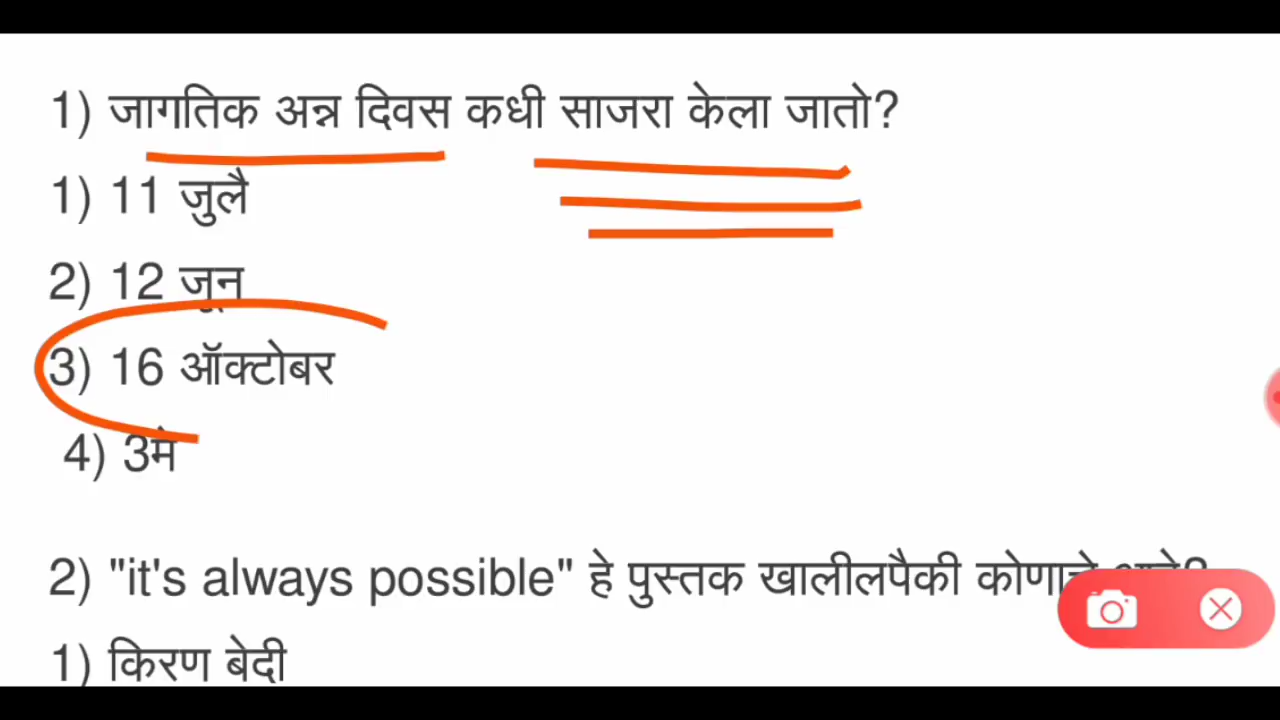 1) जागतिक अन्न दिवस कधी साजरा केला जातो?
1) 11 जुलै
2) 12 जून
3) 16 ऑक्टोबर
4) 3मे
2) "it's always possible" हे पुस्तक खालीलपैकी कोणाचे
1) किरण बेदी